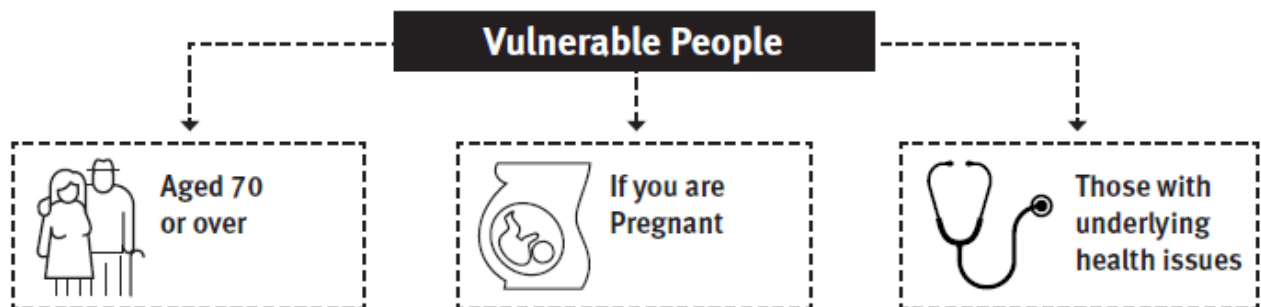 Vulnerable People
Aged 70
or over
If you are
Pregnant
Those with
underlying
health issues